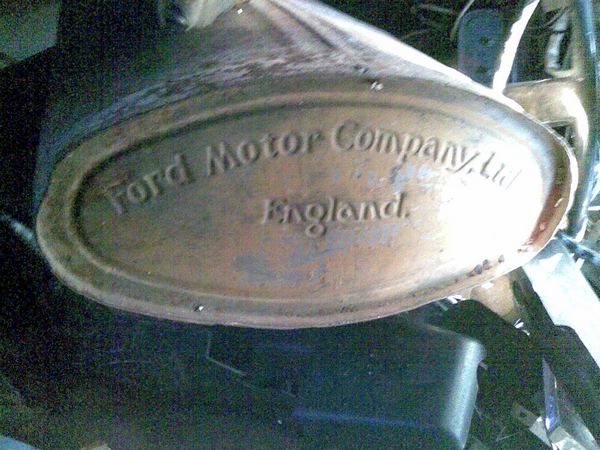 Ford Motor Company, Ltd
England.